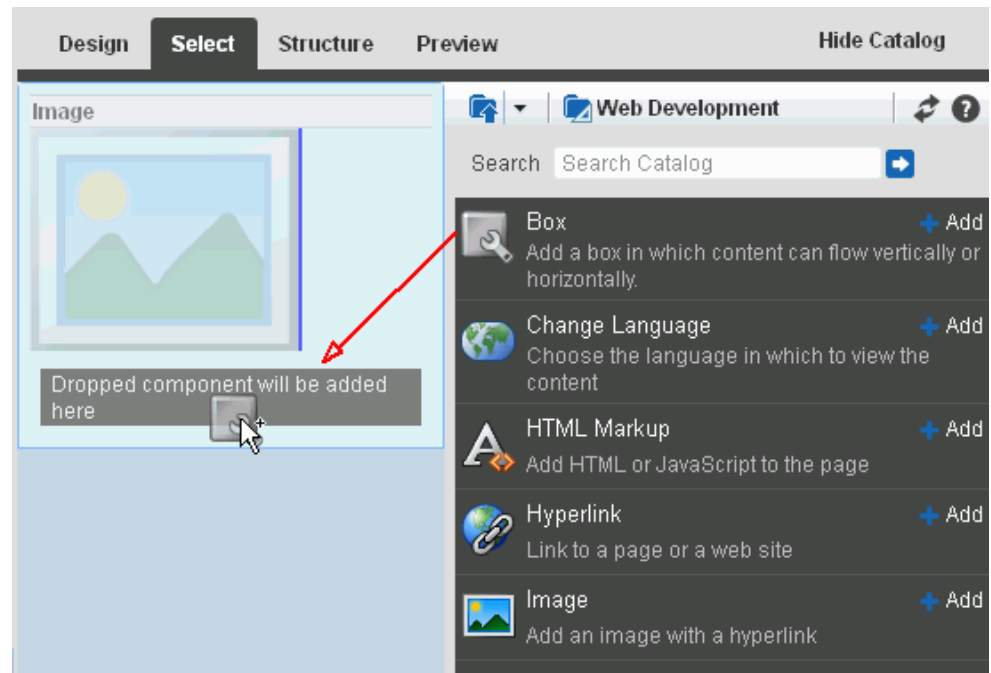 Design Select Structure Preview Hide Catalog
Image
Web Development
Search Search Catalog
Box Add
Add a box in which content can flow vertically or
horizontally.
Change Language Add
Choose the language in which to view the
content
Dropped component will be added
here
HTML Markup Add
Add HTML or JavaScript to the page
Hyperlink Add
Link to a page or a web site
Image Add
Add an image with a hyperlink